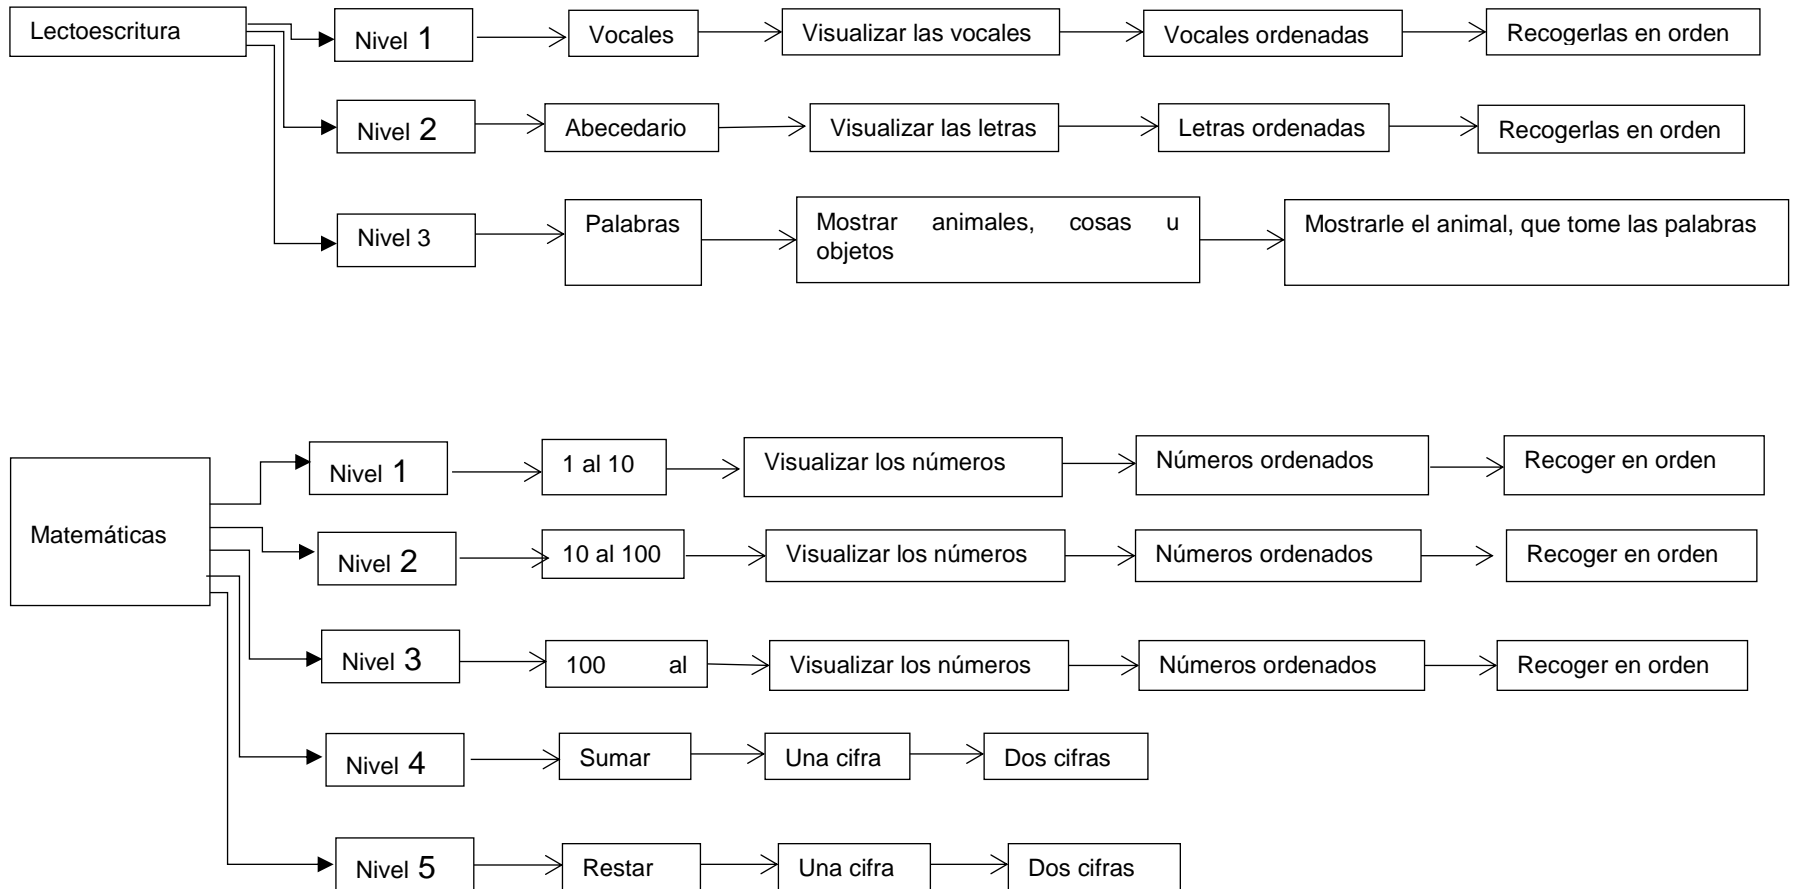 Lectoescritura
Nivel 1
Vocales
Visualizar las vocales
Vocales ordenadas
Recogerlas en orden
Nivel 2
Abecedario
Visualizar las letras
Letras ordenadas
Recogerlas en orden
Nivel 3
Palabras
Mostrar animales, cosas u
objetos
Mostrarle el animal, que tome las palabras
Matemáticas
Nivel 1
1 al 10
Visualizar los números
Números ordenados
Recoger en orden
Nivel 2
10 al 100
Visualizar los números
Números ordenados
Recoger en orden
Nivel 3
100 al
Visualizar los números
Números ordenados
Recoger en orden
Nivel 4
Sumar
Una cifra
Dos cifras
Nivel 5
Restar
Una cifra
Dos cifras